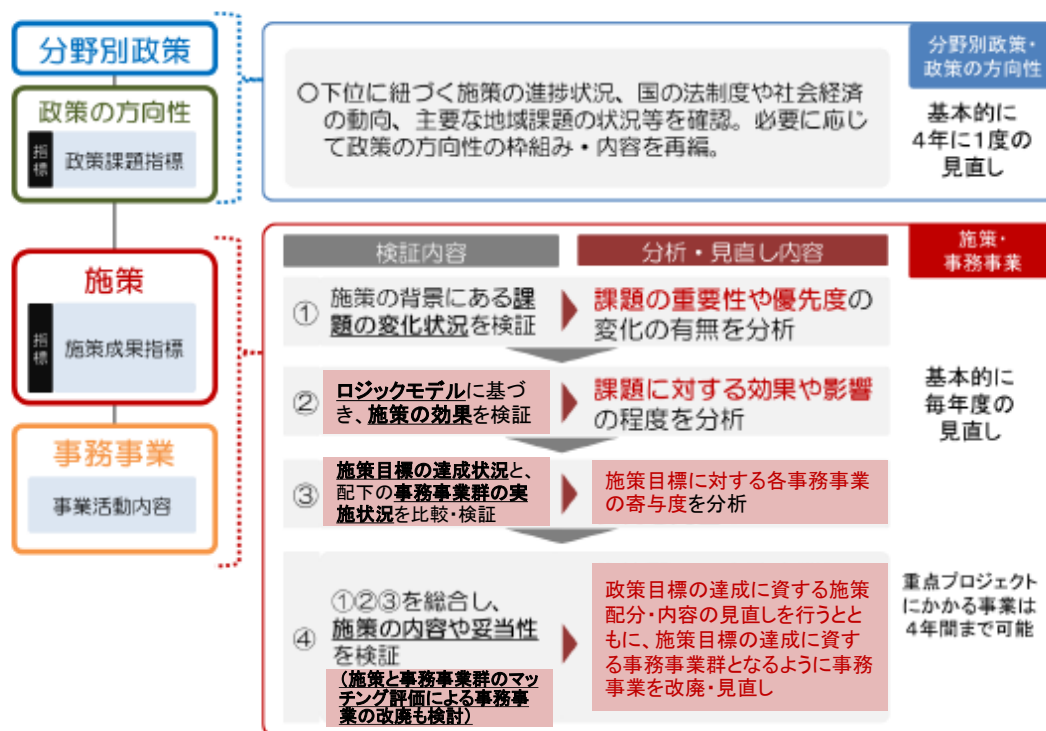 分野別政策
政策の方向性
指標
政策課題指標
施策
指標
施策成果指標
事務事業
事業活動内容
〇下位に紐づく施策の進捗状況、国の法制度や社会経済
の動向、主要な地域課題の状況等を確認。必要に応じ
て政策の方向性の枠組み・内容を再編。
分野別政策・
政策の方向性
基本的に
4年に1度の
見直し
検証内容
分析・見直し内容
施策・
事務事業
① 施策の背景にある課
題の変化状況を検証
課題の重要性や優先度の
変化の有無を分析
② ロジックモデルに基づ
き、施策の効果を検証
課題に対する効果や影響
の程度を分析
基本的に
毎年度の
見直し
③ 施策目標の達成状況と、
配下の事務事業群の実
施状況を比較・検証
施策目標に対する各事務事業
の寄与度を分析
④ ①②③を総合し、
施策の内容や妥当性
を検証
(施策と事務事業群のマッ
チング評価による事務事
業の改廃も検討)
政策目標の達成に資する施策
配分・内容の見直しを行うとと
もに、施策目標の達成に資す
る事務事業群となるように事務
事業を改廃・見直し
重点プロジェクト
にかかる事業は
4年間まで可能